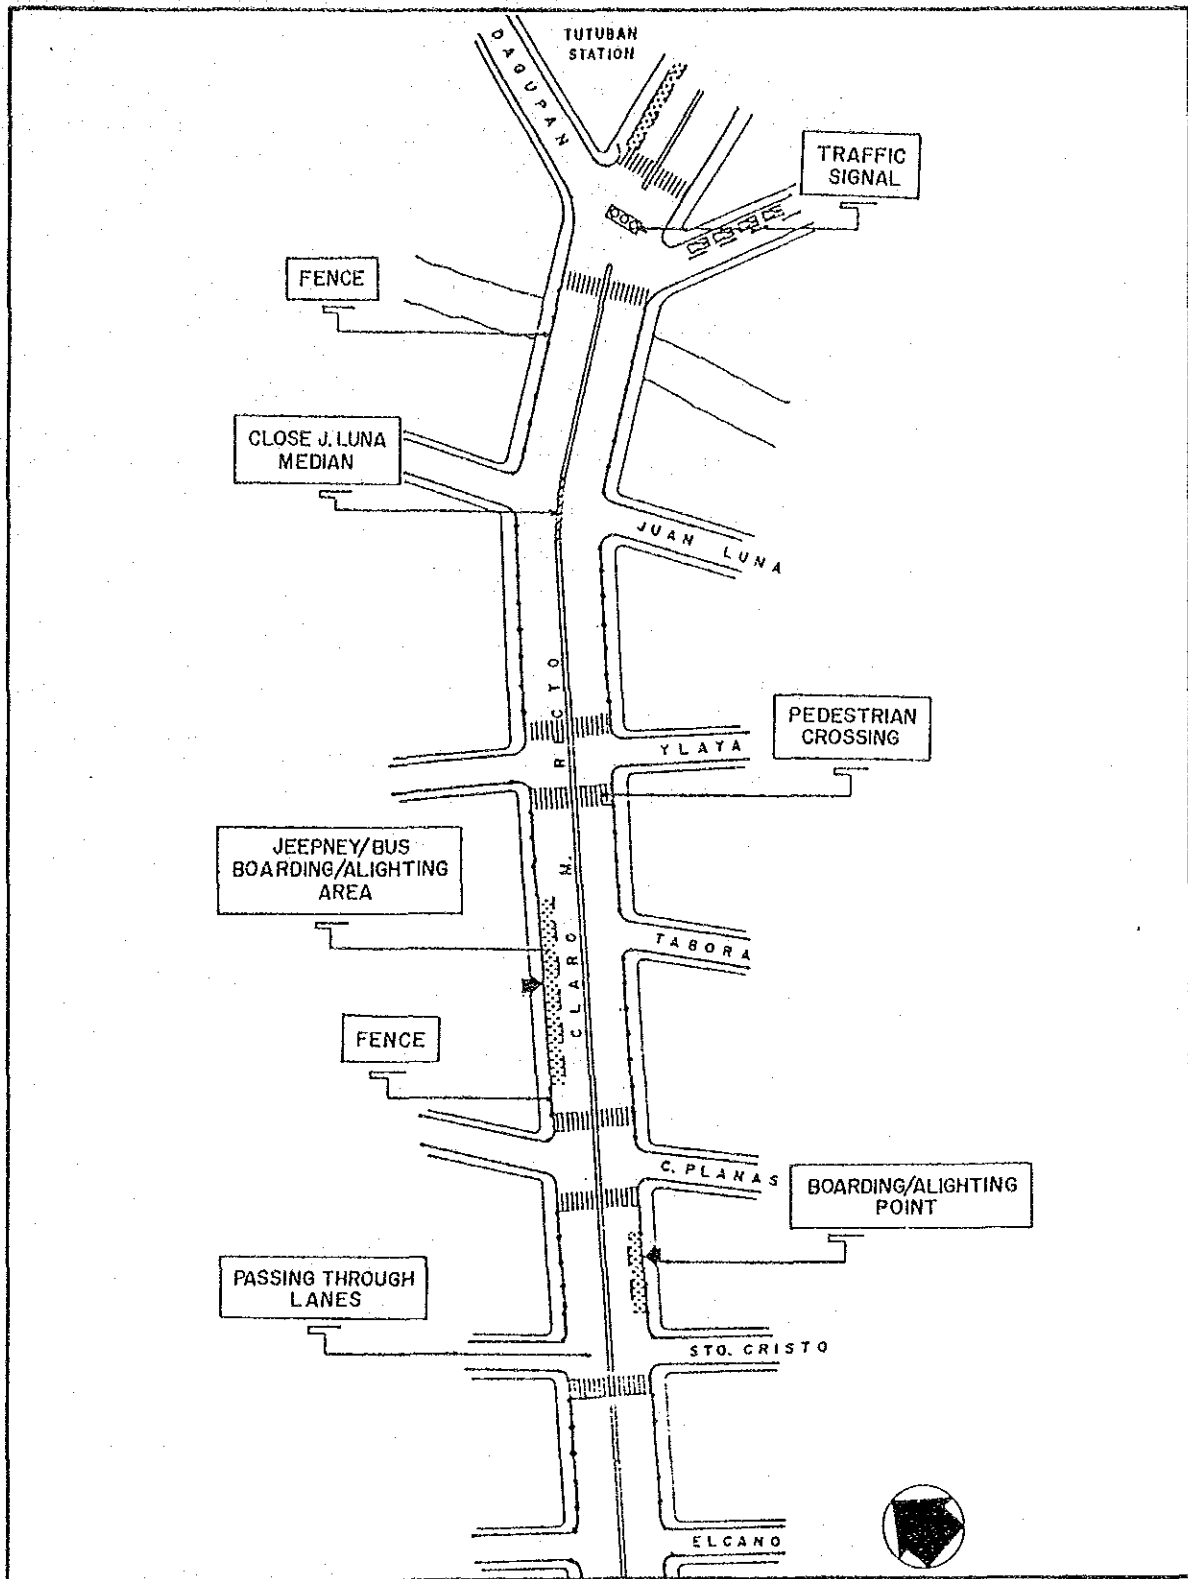 TUTUBAN
STATION
DAGUPAN
TRAFFIC
SIGNAL
FENCE
CLOSE J. LUNA
MEDIAN
JUAN LUNA
PEDESTRIAN
CROSSING
YLAYA
JEEPNEY/BUS
BOARDING/ALIGHTING
AREA
CLARO M. RECTO
TABORA
FENCE
C. PLANAS
BOARDING/ALIGHTING
POINT
PASSING THROUGH
LANES
STO. CRISTO
ELCANO